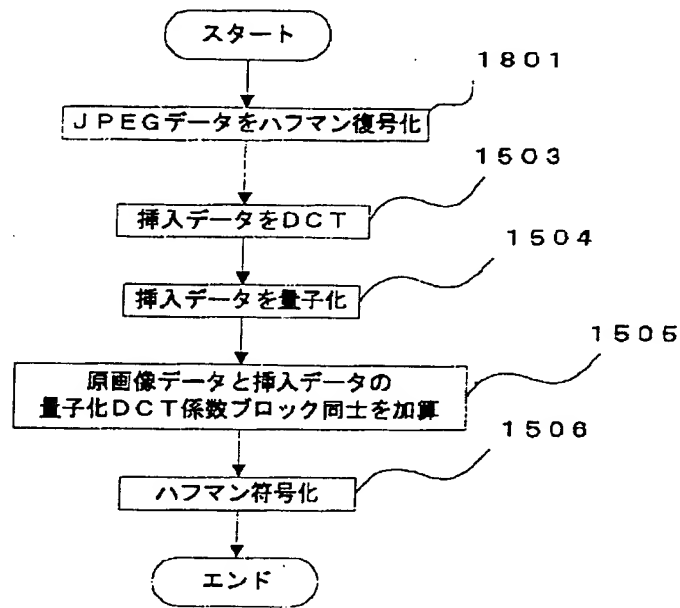 スタート
1801
JPEGデータをハフマン復号化
1503
挿入データをDCT
1504
挿入データを量子化
1505
原画像データと挿入データの
量子化DCT係数ブロック同士を加算
1506
ハフマン符号化
エンド